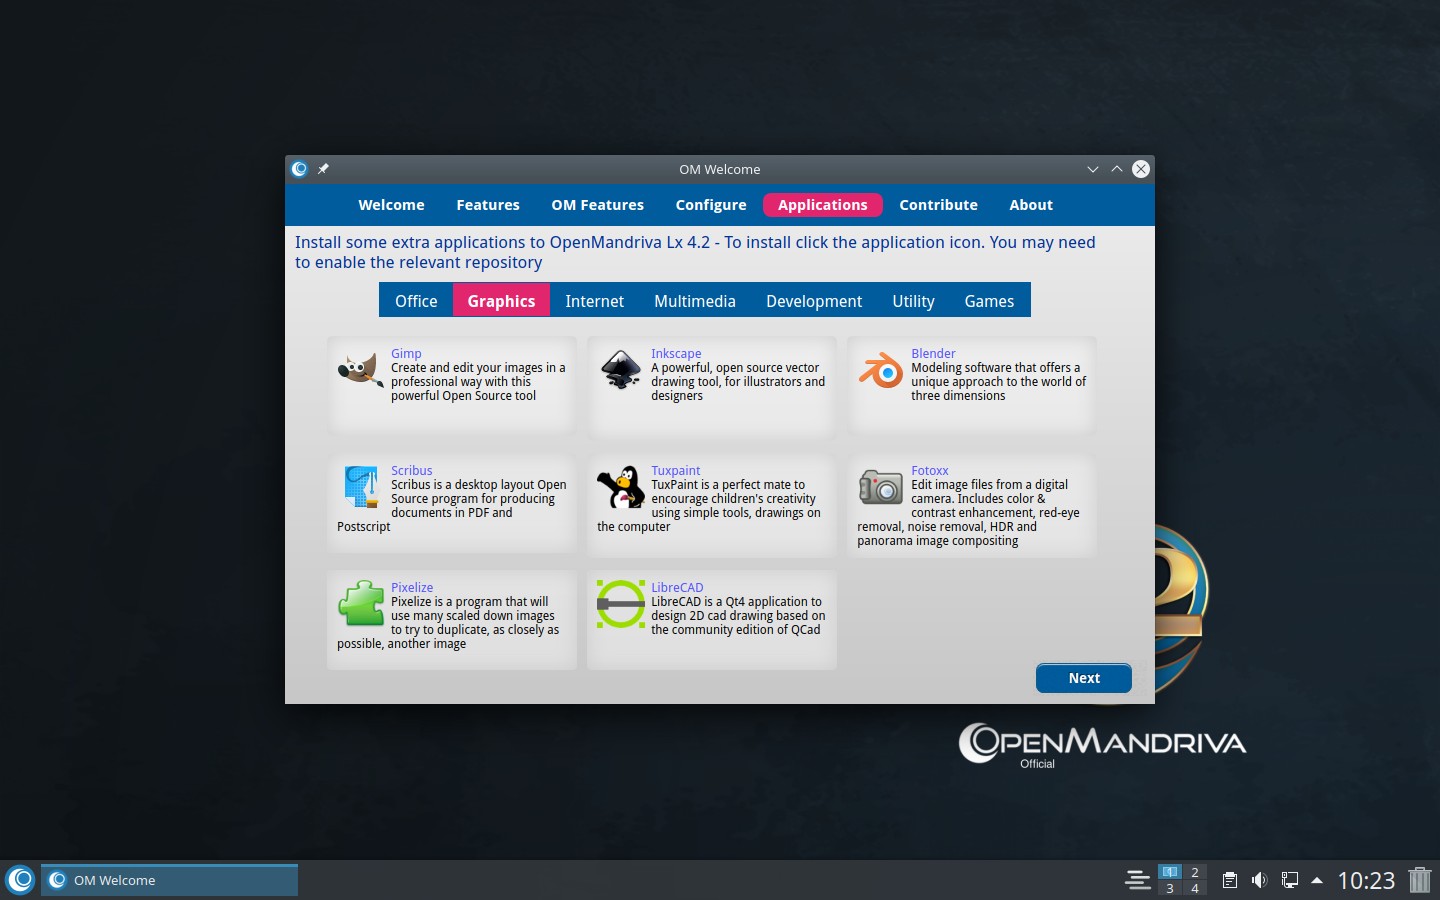 OM Welcome
Welcome Features OM Features Configure Applications Contribute About
Install some extra applications to OpenMandriva Lx 4.2 - To install click the application icon. You may need
to enable the relevant repository
Office Graphics Internet Multimedia Development Utility Games
Gimp
Create and edit your images in a
professional way with this
powerful Open Source tool
Inkscape
A powerful, open source vector
drawing tool, for illustrators and
designers
Blender
Modeling software that offers a
unique approach to the world of
three dimensions
Scribus
Scribus is a desktop layout Open
Source program for producing
documents in PDF and
Postscript
Tuxpaint
TuxPaint is a perfect mate to
encourage children's creativity
using simple tools, drawings on
the computer
Fotoxx
Edit image files from a digital
camera. Includes color &
contrast enhancement, red-eye
removal, noise removal, HDR and
panorama image compositing
Pixelize
Pixelize is a program that will
use many scaled down images
to try to duplicate, as closely as
possible, another image
LibreCAD
LibreCAD is a Qt4 application to
design 2D cad drawing based on
the community edition of QCad
Next
2
OpenMandriva
Official
OM Welcome
1 2
3 4
10:23